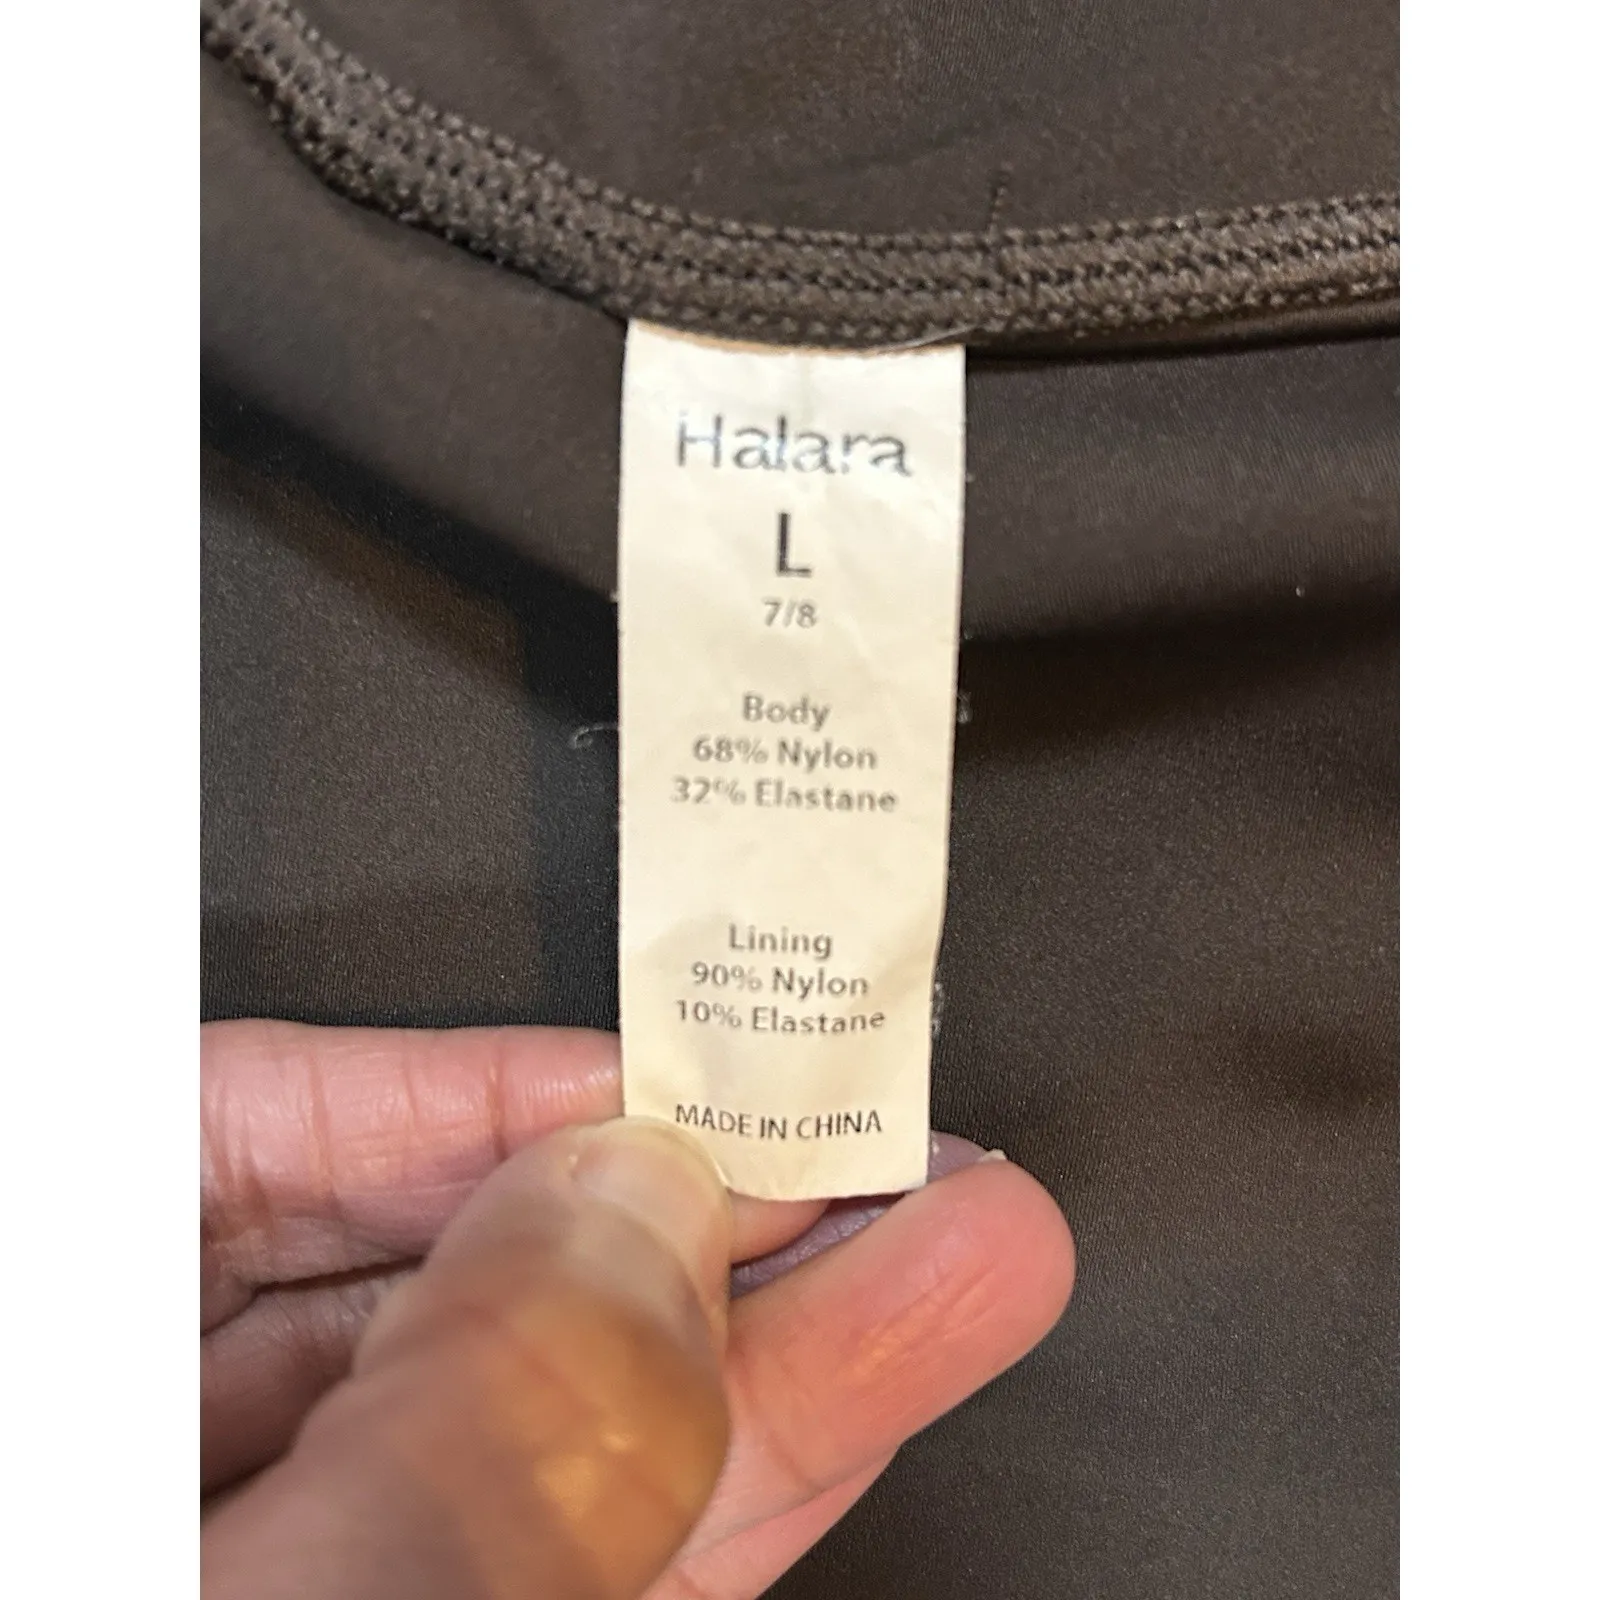 Halara
L
7/8
Body
68% Nylon
32% Elastane
Lining
90% Nylon
10% Elastane
MADE IN CHINA